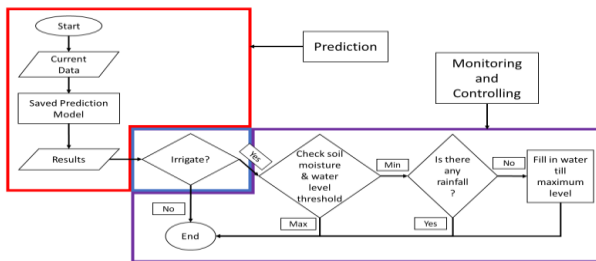 Start
Current
Data
Saved Prediction
Model
Results
Prediction
Monitoring
and
Controlling
Irrigate?
Yes
No
End
Check soil
moisture
& water
level
threshold
Min
Max
Is there
any
rainfall
?
No
Yes
Fill in water
till
maximum
level